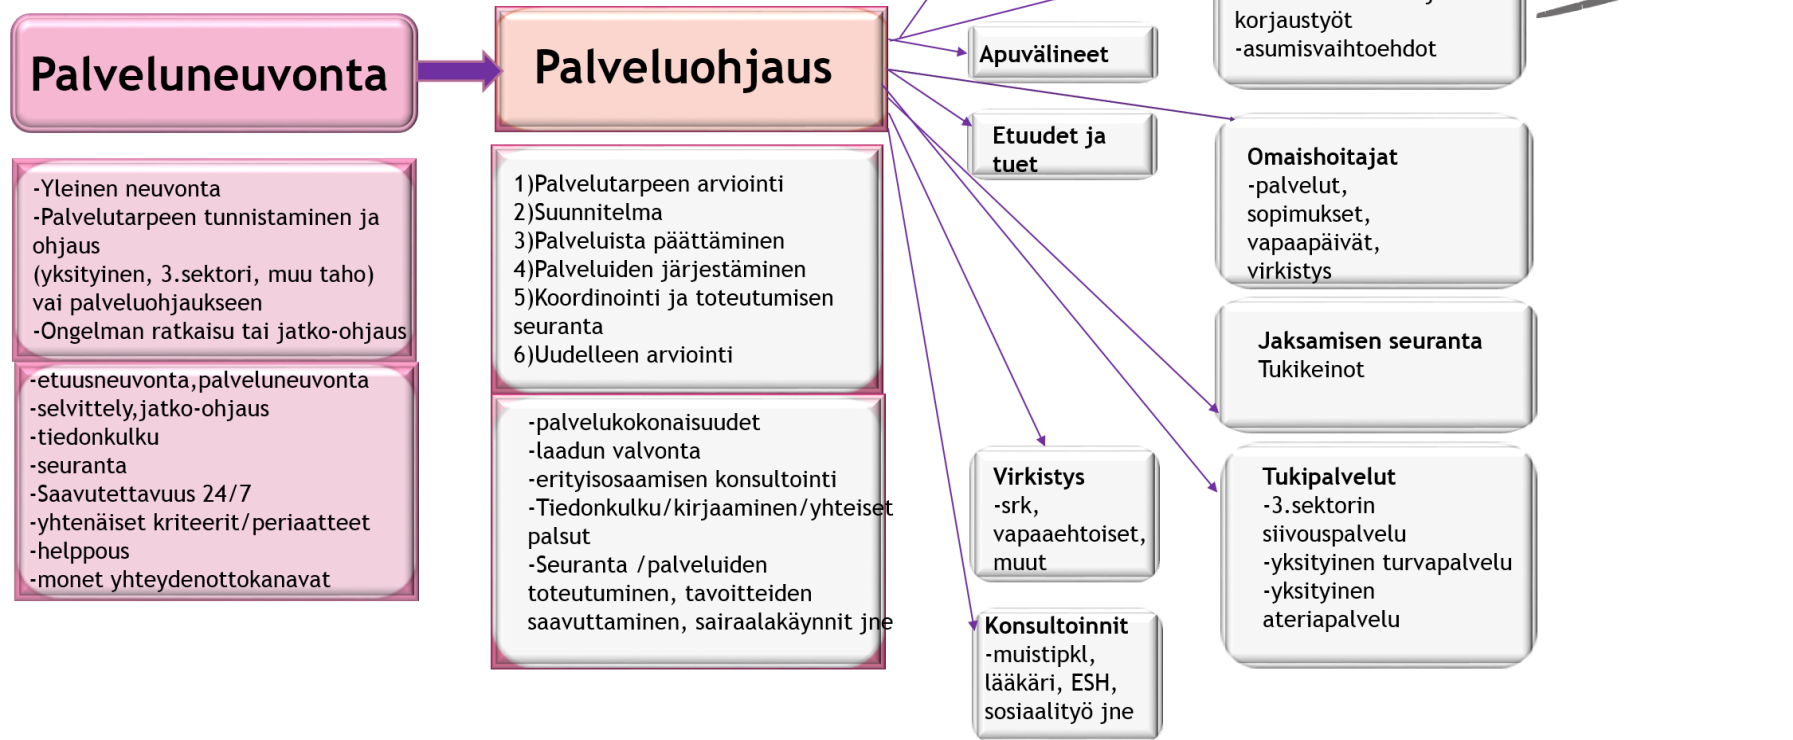 Palveluneuvonta
-Yleinen neuvonta
-Palvelutarpeen tunnistaminen ja
ohjaus
(yksityinen, 3.sektori, muu taho)
vai palveluohjaukseen
-Ongelman ratkaisu tai jatko-ohjaus
-etuusneuvonta,palveluneuvonta
-selvittely,jatko-ohjaus
-tiedonkulku
-seuranta
-Saavutettavuus 24/7
-yhtenäiset kriteerit/periaatteet
-helppous
-monet yhteydenottokanavat
Palveluohjaus
1)Palvelutarpeen arviointi
2)Suunnitelma
3)Palveluista päättäminen
4)Palveluiden järjestäminen
5)Koordinointi ja toteutumisen
seuranta
6)Uudelleen arviointi
-palvelukokonaisuudet
-laadun valvonta
-erityisosaamisen konsultointi
-Tiedonkulku/kirjaaminen/yhteiset
palsut
-Seuranta /palveluiden
toteutuminen, tavoitteiden
saavuttaminen, sairaalakäynnit jne
Apuvälineet
Etuudet ja
tuet
Virkistys
-srk,
vapaaehtoiset,
muut
Konsultoinnit
-muistipkl,
lääkäri, ESH,
sosiaalityö jne
korjaustyöt
-asumisvaihtoehdot
Omaishoitajat
-palvelut,
sopimukset,
vapaapäivät,
virkistys
Jaksamisen seuranta
Tukikeinot
Tukipalvelut
-3.sektorin
siivouspalvelu
-yksityinen turvapalvelu
-yksityinen
ateriapalvelu